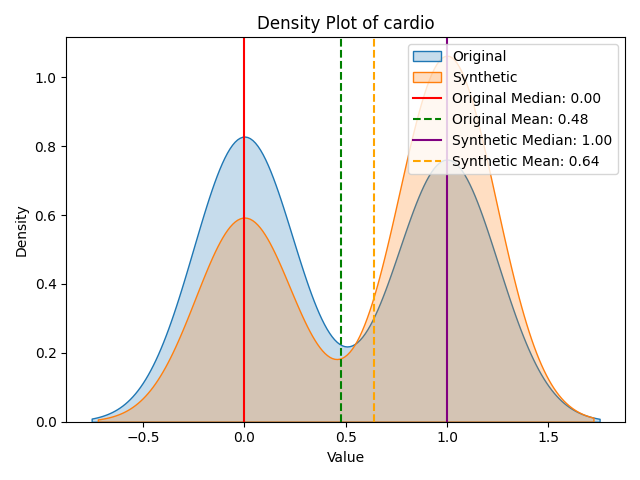 Density Plot of cardio
Original
Synthetic
Original Median: 0.00
Original Mean: 0.48
Synthetic Median: 1.00
Synthetic Mean: 0.64
Density
1.0
0.8
0.6
0.4
0.2
0.0
−0.5
0.0
0.5
1.0
1.5
Value